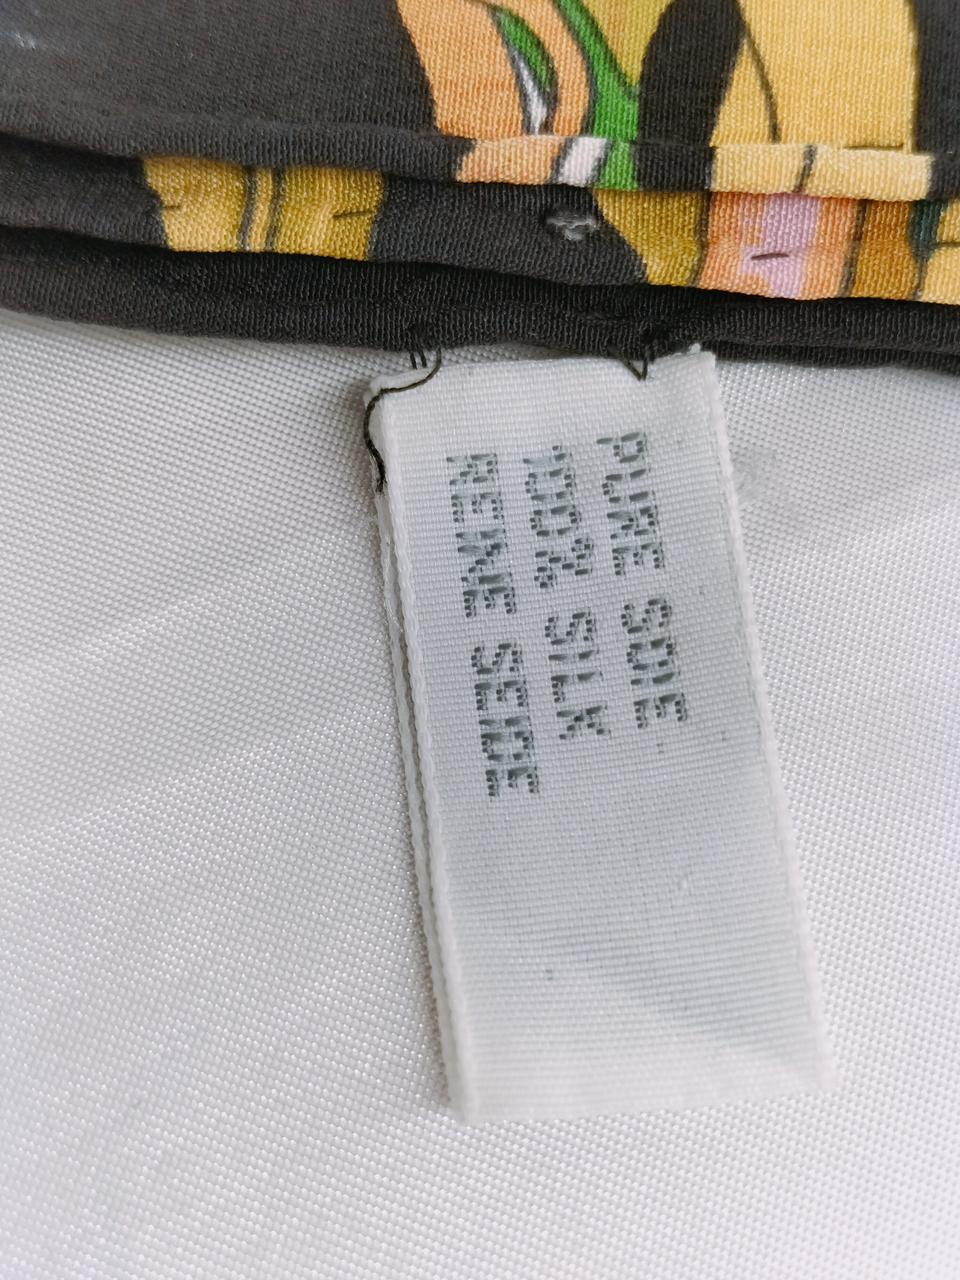 PURE SOIE
100% SILK
REINE SEIDE